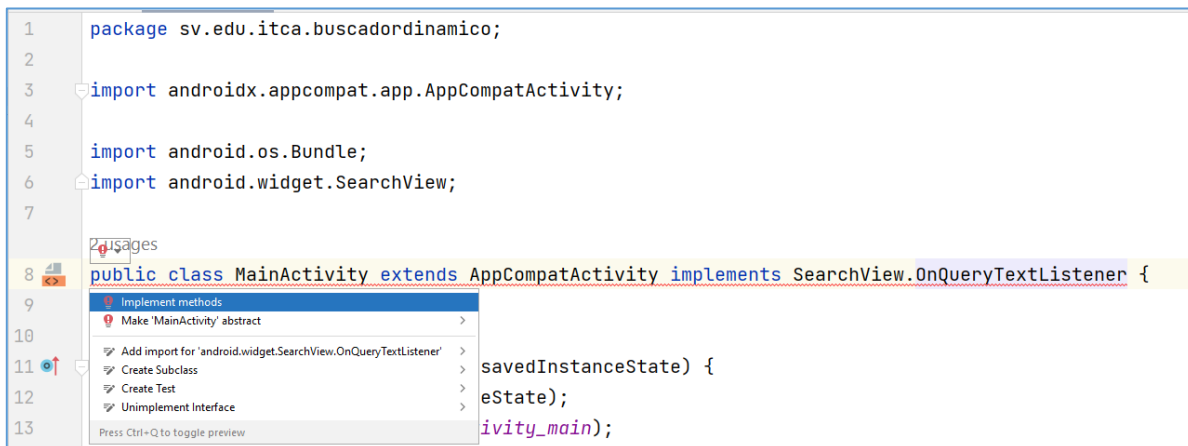 1 package sv.edu.itca.buscadordinamico;
2
3 import androidx.appcompat.app.AppCompatActivity;
4
5 import android.os.Bundle;
6 import android.widget.SearchView;
7
2 usages
8 public class MainActivity extends AppCompatActivity implements SearchView.OnQueryTextListener {
9
Implement methods
Make 'MainActivity' abstract
10
Add import for 'android.widget.SearchView.OnQueryTextListener'
11 savedInstanceState) {
Create Subclass
Create Test
12 eState);
Unimplement Interface
13 ivity_main);
Press Ctrl+Q to toggle preview